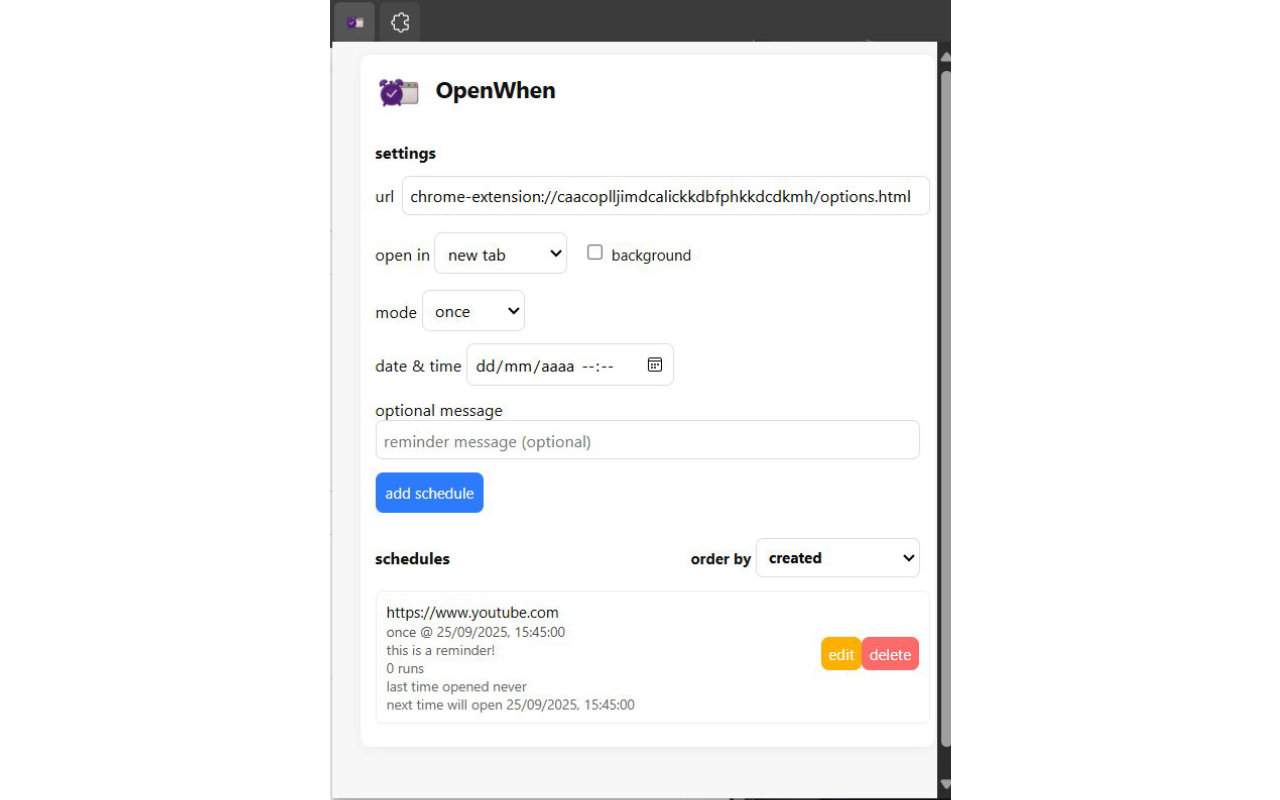 OpenWhen
settings
url chrome-extension://caacoplljimdcalickkdbfphkkdcdkmh/options.html
open in new tab background
mode once
date & time dd/mm/aaaa --:--
optional message
reminder message (optional)
add schedule
schedules order by created
https://www.youtube.com
once @ 25/09/2025, 15:45:00
this is a reminder!
0 runs
last time opened never
next time will open 25/09/2025, 15:45:00
edit delete